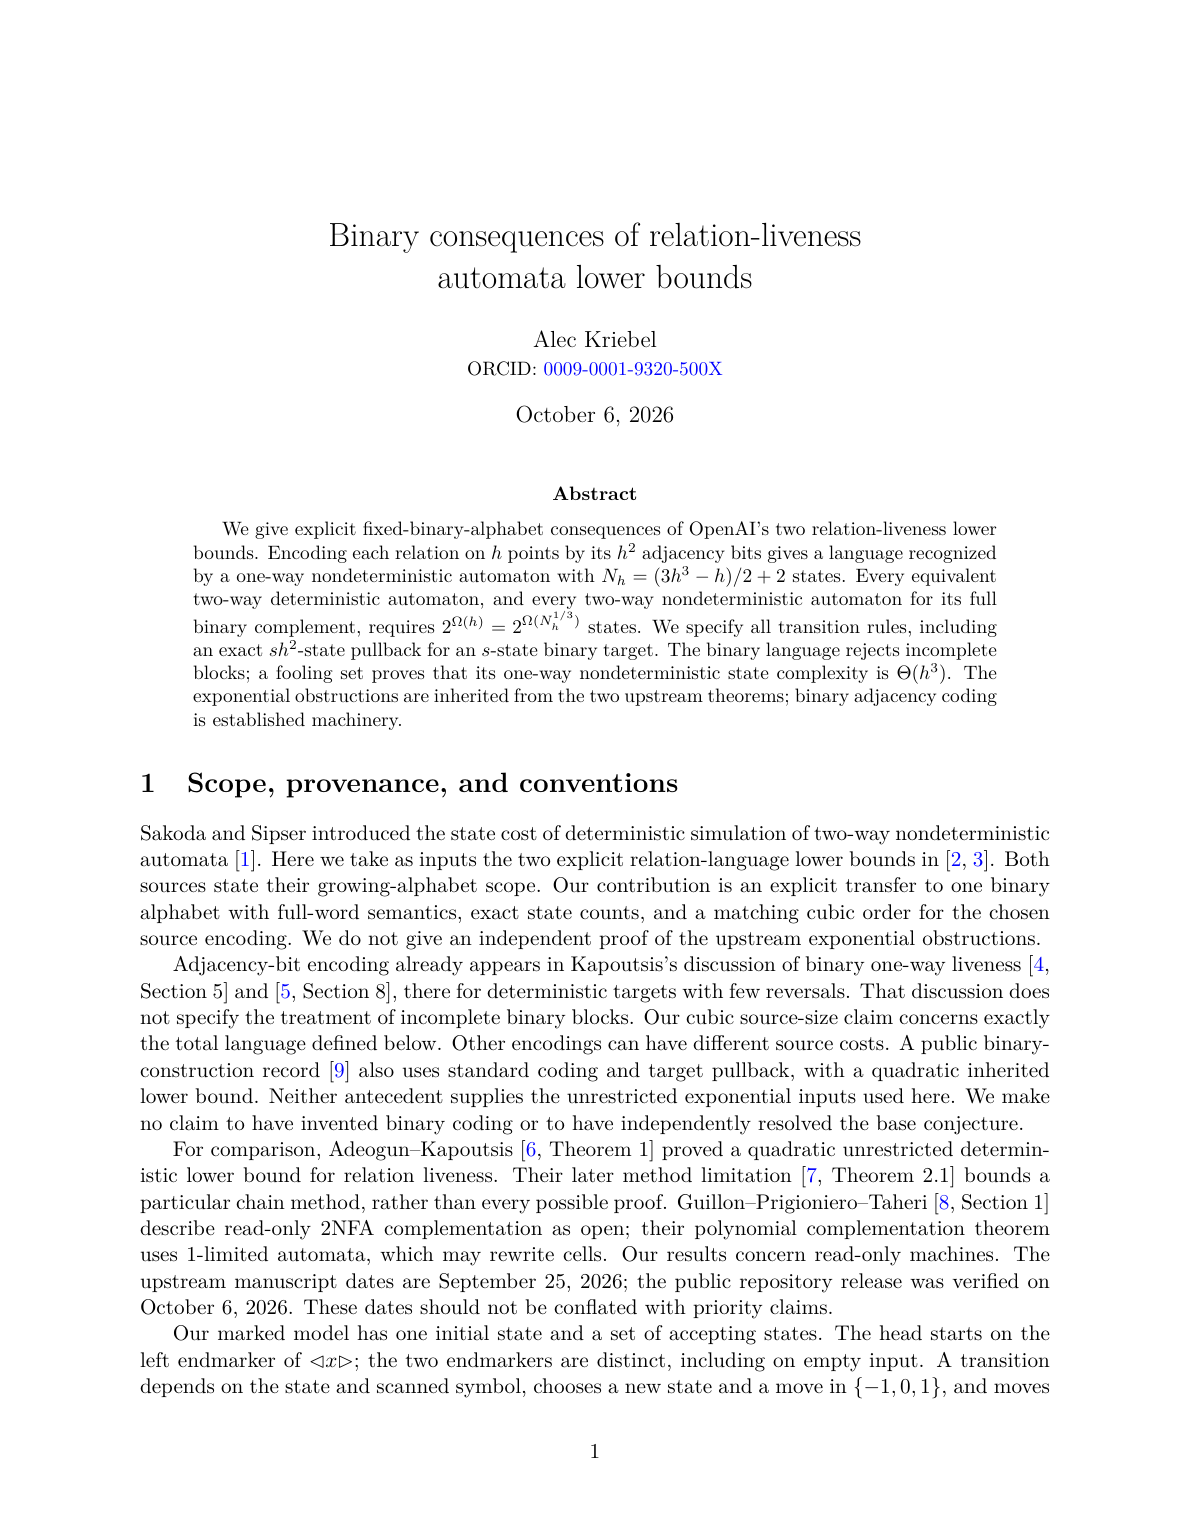 Binary consequences of relation-liveness
automata lower bounds
Alec Kriebel
ORCID: 0009-0001-9320-500X
October 6, 2026
Abstract
We give explicit fixed-binary-alphabet consequences of OpenAI's two relation-liveness lower
bounds. Encoding each relation on h points by its h² adjacency bits gives a language recognized
by a one-way nondeterministic automaton with N_h = (3h³ − h)/2 + 2 states. Every equivalent
two-way deterministic automaton, and every two-way nondeterministic automaton for its full
binary complement, requires 2^{Ω(h)} = 2^{Ω(N_h^{1/3})} states. We specify all transition rules, including
an exact sh²-state pullback for an s-state binary target. The binary language rejects incomplete
blocks; a fooling set proves that its one-way nondeterministic state complexity is Θ(h³). The
exponential obstructions are inherited from the two upstream theorems; binary adjacency coding
is established machinery.
1 Scope, provenance, and conventions
Sakoda and Sipser introduced the state cost of deterministic simulation of two-way nondeterministic
automata [1]. Here we take as inputs the two explicit relation-language lower bounds in [2, 3]. Both
sources state their growing-alphabet scope. Our contribution is an explicit transfer to one binary
alphabet with full-word semantics, exact state counts, and a matching cubic order for the chosen
source encoding. We do not give an independent proof of the upstream exponential obstructions.
Adjacency-bit encoding already appears in Kapoutsis's discussion of binary one-way liveness [4,
Section 5] and [5, Section 8], there for deterministic targets with few reversals. That discussion does
not specify the treatment of incomplete binary blocks. Our cubic source-size claim concerns exactly
the total language defined below. Other encodings can have different source costs. A public binary-
construction record [9] also uses standard coding and target pullback, with a quadratic inherited
lower bound. Neither antecedent supplies the unrestricted exponential inputs used here. We make
no claim to have invented binary coding or to have independently resolved the base conjecture.
For comparison, Adeogun–Kapoutsis [6, Theorem 1] proved a quadratic unrestricted determin-
istic lower bound for relation liveness. Their later method limitation [7, Theorem 2.1] bounds a
particular chain method, rather than every possible proof. Guillon–Prigioniero–Taheri [8, Section 1]
describe read-only 2NFA complementation as open; their polynomial complementation theorem
uses 1-limited automata, which may rewrite cells. Our results concern read-only machines. The
upstream manuscript dates are September 25, 2026; the public repository release was verified on
October 6, 2026. These dates should not be conflated with priority claims.
Our marked model has one initial state and a set of accepting states. The head starts on the
left endmarker of ◁x▷; the two endmarkers are distinct, including on empty input. A transition
depends on the state and scanned symbol, chooses a new state and a move in {−1, 0, 1}, and moves
1